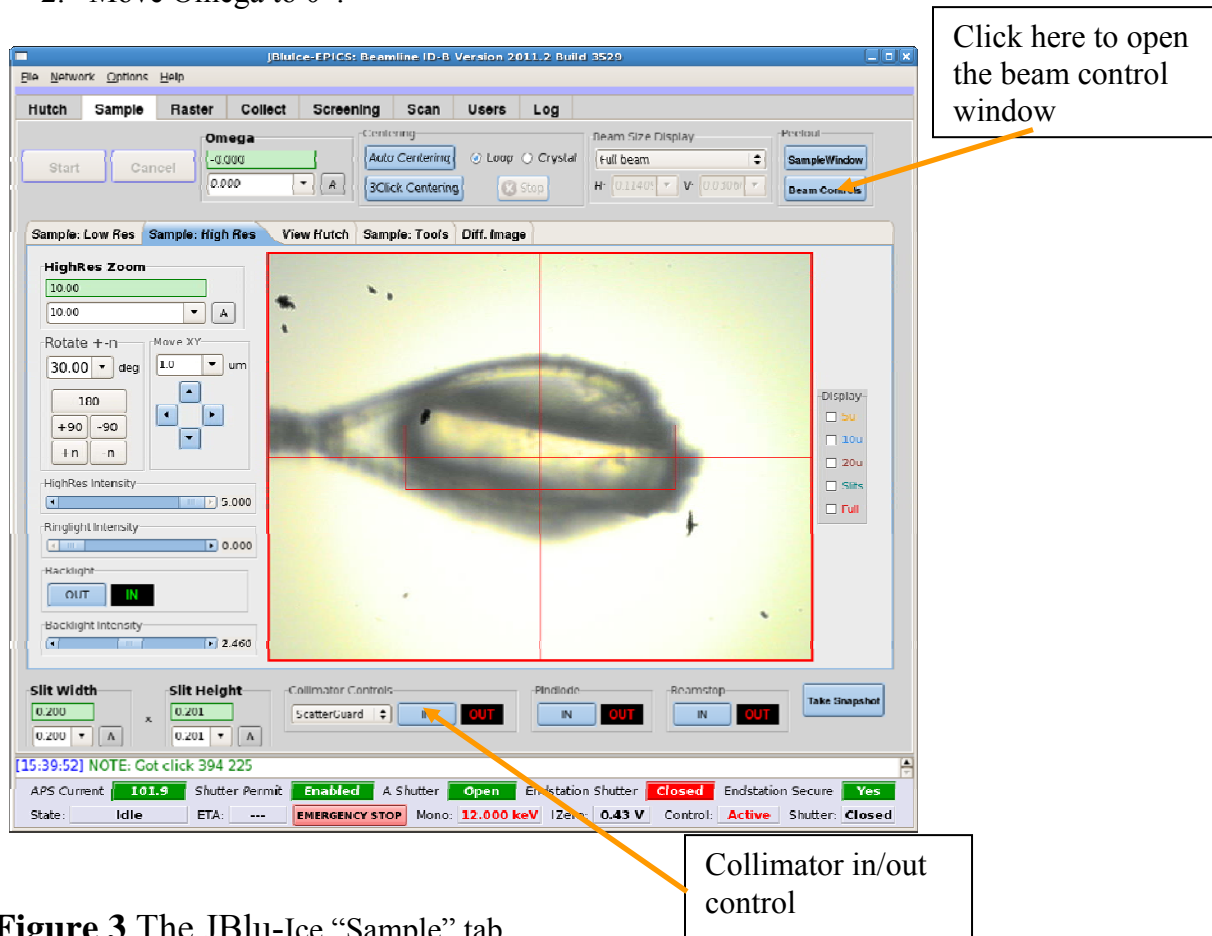 2. Move Omega to 0°.
Click here to open
the beam control
window
JBluIce-EPICS: Beamline ID-B Version 2011.2 Build 3529
File Network Options Help
Hutch Sample Raster Collect Screening Scan Users Log
Start Cancel
Omega
-0.000
0.000 A
Centering
Auto Centering Loop Crystal
3Click Centering Stop
Beam Size Display
Full beam
H: V:
Peelout
SampleWindow
Beam Controls
Sample: Low Res Sample: High Res View Hutch Sample: Tools Diff. Image
HighRes Zoom
10.00
10.00 A
Rotate +-n
30.00 deg
180
+90 -90
+n -n
Move XY
1.0 um
HighRes Intensity
5.000
Ringlight Intensity
0.000
Backlight
OUT IN
Backlight Intensity
2.460
Display
5u
10u
20u
Slits
Full
Slit Width
0.200
0.200 A
x
Slit Height
0.201
0.201 A
Collimator Controls
ScatterGuard IN OUT
Pindiode
IN OUT
Beamstop
IN OUT
Take Snapshot
[15:39:52] NOTE: Got click 394 225
APS Current 101.9 Shutter Permit Enabled A Shutter Open Endstation Shutter Closed Endstation Secure Yes
State: Idle ETA: --- EMERGENCY STOP Mono: 12.000 keV IZero: 0.43 V Control: Active Shutter: Closed
Collimator in/out
control
Figure 3 The JBlu-Ice “Sample” tab